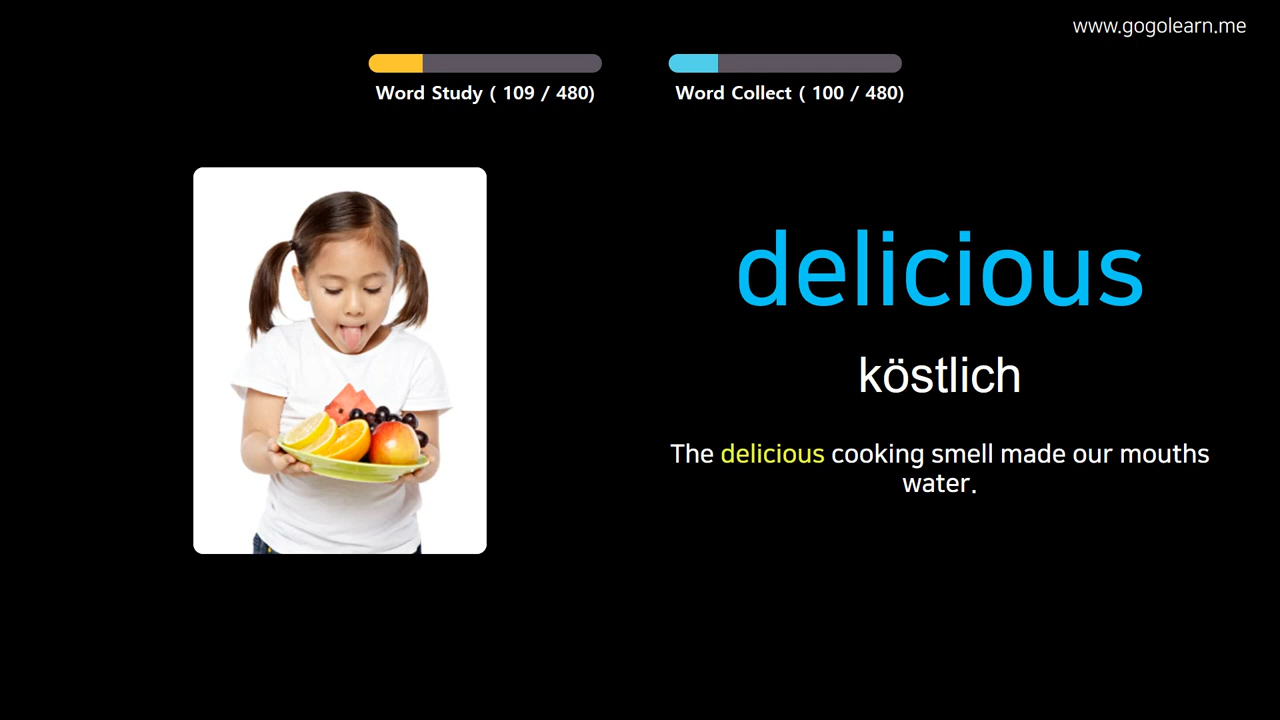 www.gogolearn.me
Word Study ( 109 / 480)
Word Collect ( 100 / 480)
delicious
köstlich
The delicious cooking smell made our mouths
water.